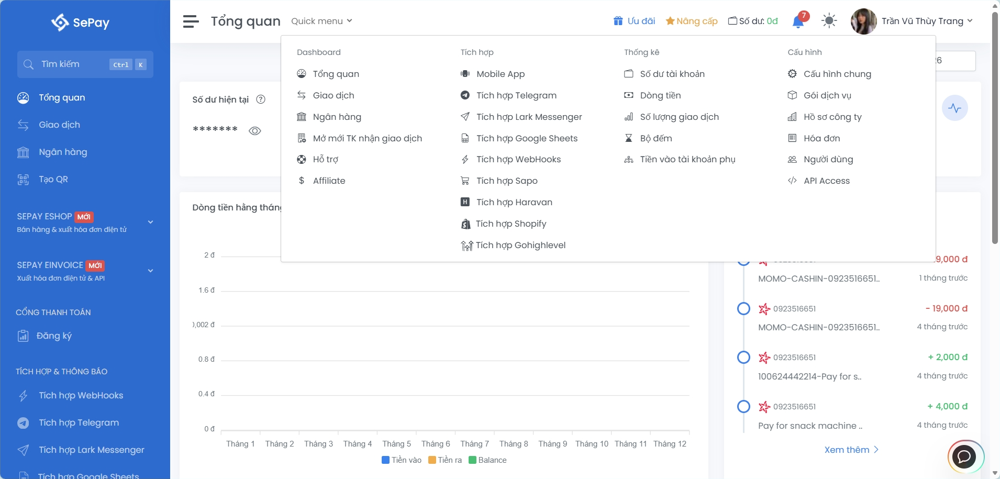 SePay
Tìm kiếm
Ctrl K
Tổng quan
Giao dịch
Ngân hàng
Tạo QR
SEPAY ESHOP MỚI
Bán hàng & xuất hóa đơn điện tử
SEPAY EINVOICE MỚI
Xuất hóa đơn điện tử & API
CỔNG THANH TOÁN
Đăng ký
TÍCH HỢP & THÔNG BÁO
Tích hợp WebHooks
Tích hợp Telegram
Tích hợp Lark Messenger
Tích hợp Google Sheets
Tổng quan
Quick menu
Ưu đãi
Nâng cấp
Số dư: 0đ
7
Trần Vũ Thùy Trang
Dashboard
Tổng quan
Giao dịch
Ngân hàng
Mở mới TK nhận giao dịch
Hỗ trợ
Affiliate
Tích hợp
Mobile App
Tích hợp Telegram
Tích hợp Lark Messenger
Tích hợp Google Sheets
Tích hợp WebHooks
Tích hợp Sapo
Tích hợp Haravan
Tích hợp Shopify
Tích hợp Gohighlevel
Thống kê
Số dư tài khoản
Dòng tiền
Số lượng giao dịch
Bộ đếm
Tiền vào tài khoản phụ
Cấu hình
Cấu hình chung
Gói dịch vụ
Hồ sơ công ty
Hóa đơn
Người dùng
API Access
Số dư hiện tại
*******
Dòng tiền hằng tháng
2 đ
1.6 đ
0,002 đ
0.8 đ
0.4 đ
0 đ
Tháng 1 Tháng 2 Tháng 3 Tháng 4 Tháng 5 Tháng 6 Tháng 7 Tháng 8 Tháng 9 Tháng 10 Tháng 11 Tháng 12
Tiền vào Tiền ra Balance
9,000 đ
MOMO-CASHIN-0923516651..
1 tháng trước
0923516651
- 19,000 đ
MOMO-CASHIN-0923516651..
4 tháng trước
0923516651
+ 2,000 đ
100624442214-Pay for s..
4 tháng trước
0923516651
+ 4,000 đ
Pay for snack machine ..
4 tháng trước
Xem thêm